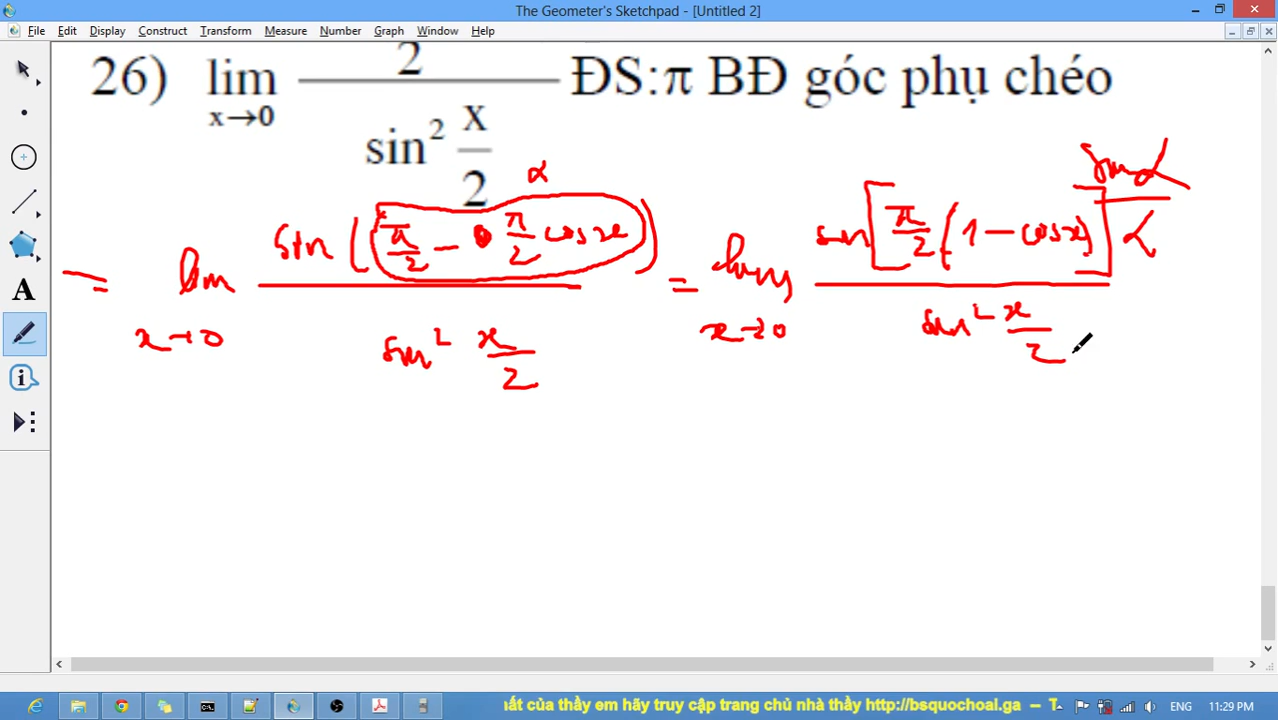 The Geometer's Sketchpad - [Untitled 2]
File Edit Display Construct Transform Measure Number Graph Window Help
26) lim x→0 2 / sin² x/2 ĐS:π BĐ góc phụ chéo
α
sin α / α
= lim x→0 sin(π/2 - π/2 cos x) / sin² x/2 = lim x→0 sin[π/2 (1 - cos x)] / sin² x/2
A
ất của thầy em hãy truy cập trang chủ nhà thầy http://bsquochoai.ga -- T
ENG 11:29 PM